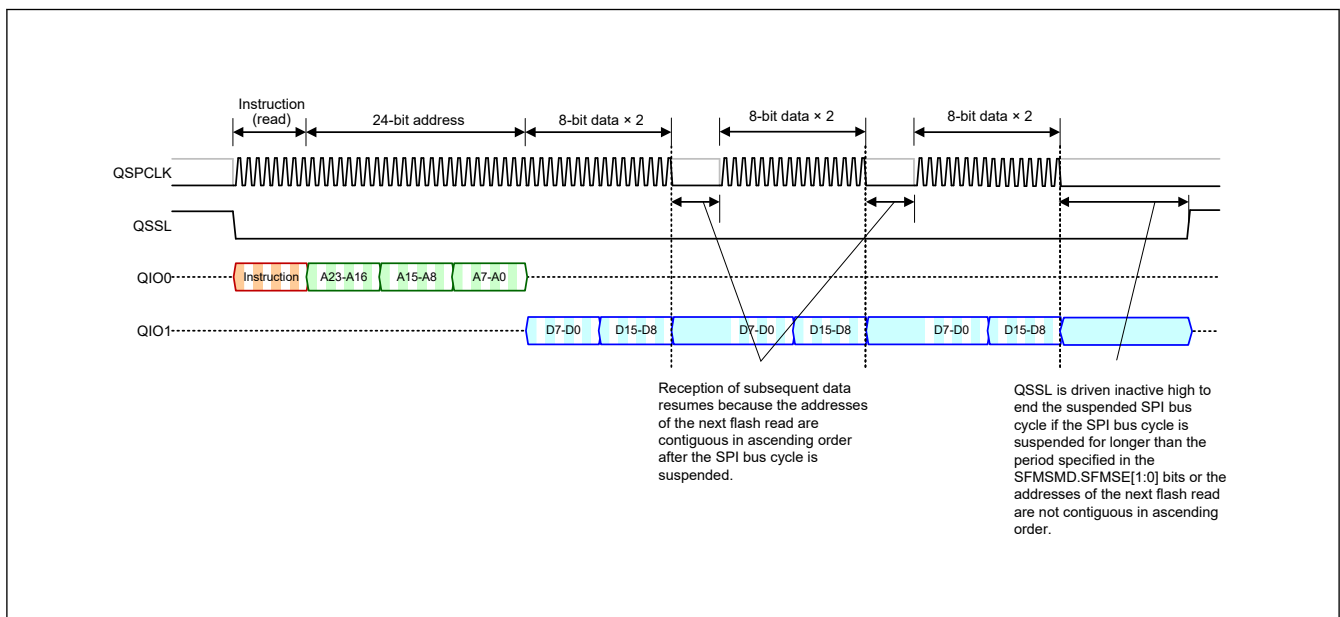 Instruction
(read)
24-bit address
8-bit data × 2
8-bit data × 2
8-bit data × 2
QSPCLK
QSSL
QIO0
Instruction
A23-A16
A15-A8
A7-A0
QIO1
D7-D0
D15-D8
D7-D0
D15-D8
D7-D0
D15-D8
Reception of subsequent data
resumes because the addresses
of the next flash read are
contiguous in ascending order
after the SPI bus cycle is
suspended.
QSSL is driven inactive high to
end the suspended SPI bus
cycle if the SPI bus cycle is
suspended for longer than the
period specified in the
SFMSMD.SFMSE[1:0] bits or the
addresses of the next flash read
are not contiguous in ascending
order.